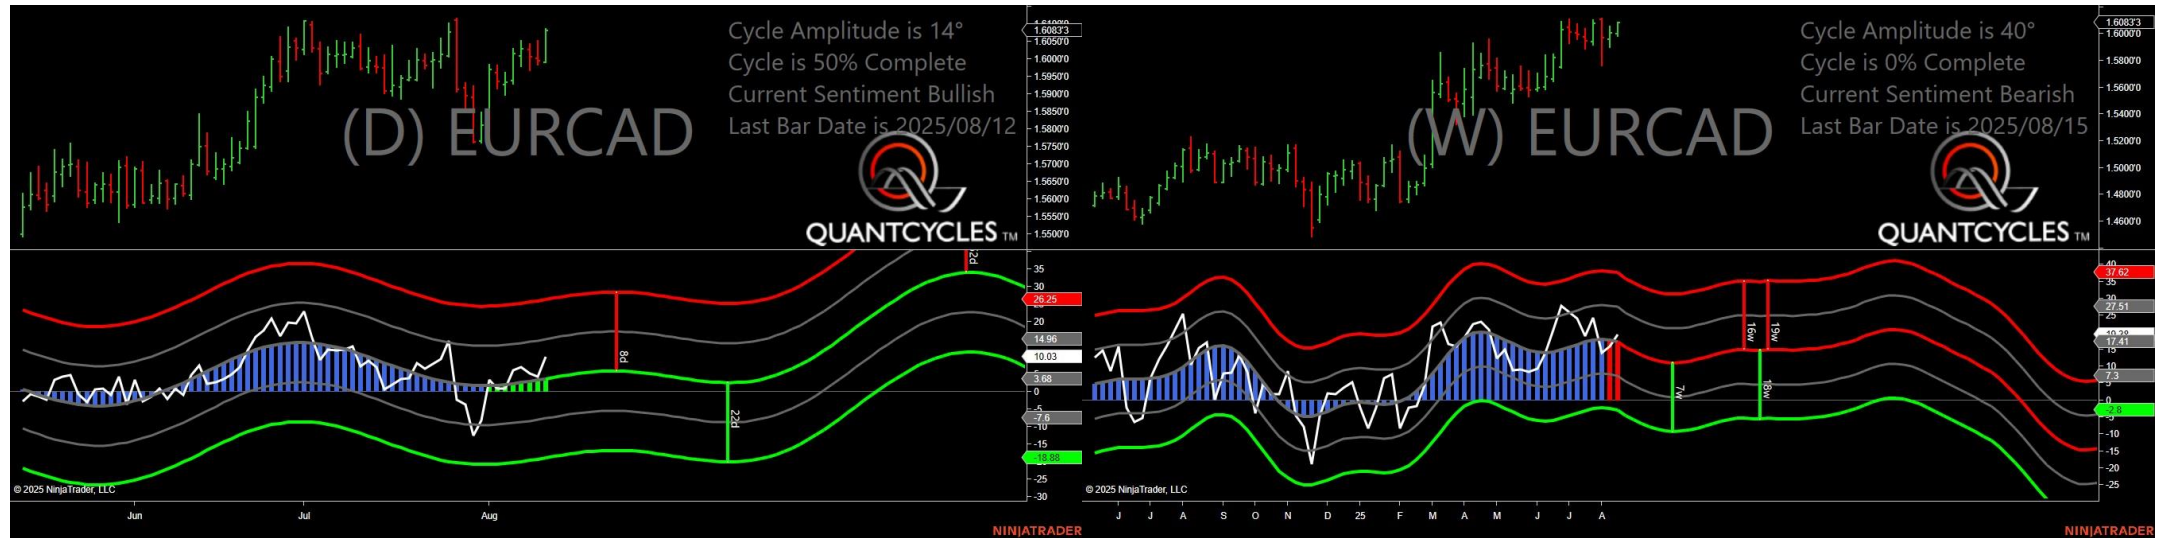 Cycle Amplitude is 14°
Cycle is 50% Complete
Current Sentiment Bullish
Last Bar Date is 2025/08/12
(D) EURCAD
QUANTCYCLES TM
1.6083'3
1.6050'0
1.6000'0
1.5950'0
1.5900'0
1.5850'0
1.5800'0
1.5750'0
1.5700'0
1.5650'0
1.5600'0
1.5550'0
1.5500'0
8d
22d
35
30
26.25
20
14.96
10.03
3.68
0
-5
-7.6
-10
-15
-18.88
-25
-30
© 2025 NinjaTrader, LLC
Jun Jul Aug
NINJATRADER
Cycle Amplitude is 40°
Cycle is 0% Complete
Current Sentiment Bearish
Last Bar Date is 2025/08/15
(W) EURCAD
QUANTCYCLES TM
1.6083'3
1.6000'0
1.5800'0
1.5600'0
1.5400'0
1.5200'0
1.5000'0
1.4800'0
1.4600'0
7w
16w
18w
19w
40
37.62
35
30
27.51
25
17.41
15
7.3
5
0
-2.8
-5
-10
-15
-20
-25
© 2025 NinjaTrader, LLC
J J A S O N D 25 F M A M J J A
NINJATRADER